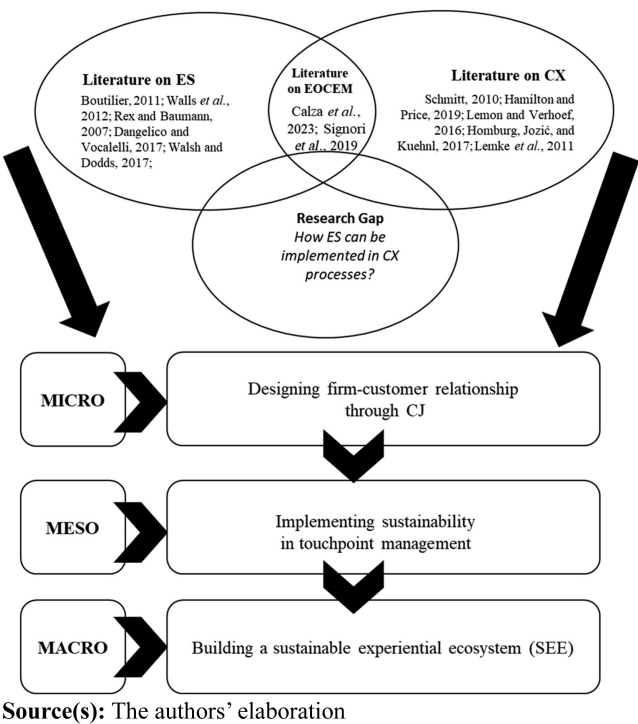 Literature on ES
Boutilier, 2011; Walls et al.,
2012; Rex and Baumann,
2007; Dangelico and
Vocalelli, 2017; Walsh and
Dodds, 2017;
Literature
on EOCEM
Calza et al.,
2023; Signori
et al., 2019
Literature on CX
Schmitt, 2010; Hamilton and
Price, 2019; Lemon and Verhoef,
2016; Homburg, Jozić, and
Kuehnl, 2017; Lemke et al., 2011
Research Gap
How ES can be
implemented in CX
processes?
MICRO
Designing firm-customer relationship
through CJ
MESO
Implementing sustainability
in touchpoint management
MACRO
Building a sustainable experiential ecosystem (SEE)
Source(s): The authors’ elaboration